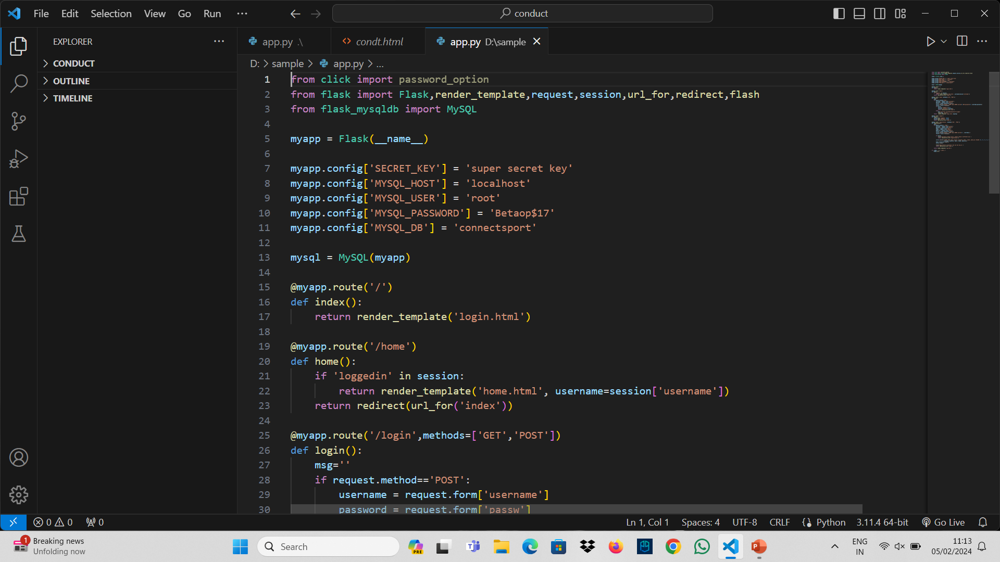 File Edit Selection View Go Run ...
conduct
EXPLORER
CONDUCT
OUTLINE
TIMELINE
app.py .\
condt.html
app.py D:\sample
D: > sample > app.py > ...
1 from click import password_option
2 from flask import Flask,render_template,request,session,url_for,redirect,flash
3 from flask_mysqldb import MySQL
4
5 myapp = Flask(__name__)
6
7 myapp.config['SECRET_KEY'] = 'super secret key'
8 myapp.config['MYSQL_HOST'] = 'localhost'
9 myapp.config['MYSQL_USER'] = 'root'
10 myapp.config['MYSQL_PASSWORD'] = 'Betaop$17'
11 myapp.config['MYSQL_DB'] = 'connectsport'
12
13 mysql = MySQL(myapp)
14
15 @myapp.route('/')
16 def index():
17     return render_template('login.html')
18
19 @myapp.route('/home')
20 def home():
21     if 'loggedin' in session:
22         return render_template('home.html', username=session['username'])
23     return redirect(url_for('index'))
24
25 @myapp.route('/login',methods=['GET','POST'])
26 def login():
27     msg=''
28     if request.method=='POST':
29         username = request.form['username']
30         password = request.form['passw']
0 0 0
Ln 1, Col 1 Spaces: 4 UTF-8 CRLF {} Python 3.11.4 64-bit Go Live
1
Breaking news
Unfolding now
Search
PRE
ENG
IN
11:13
05/02/2024